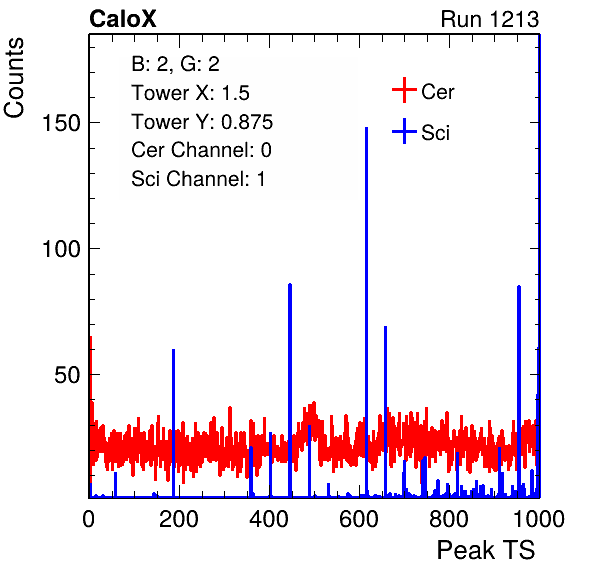 CaloX
Run 1213
Counts
B: 2, G: 2
Tower X: 1.5
Tower Y: 0.875
Cer Channel: 0
Sci Channel: 1
Cer
Sci
150
100
50
0
200
400
600
800
1000
Peak TS